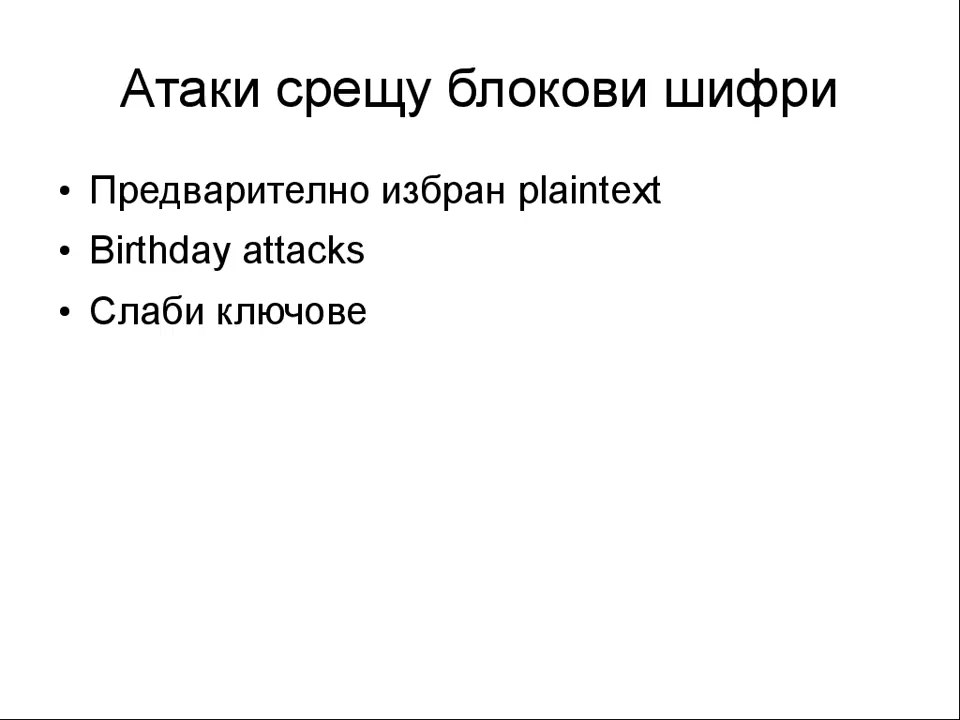 Атаки срещу блокови шифри
• Предварително избран plaintext
• Birthday attacks
• Слаби ключове